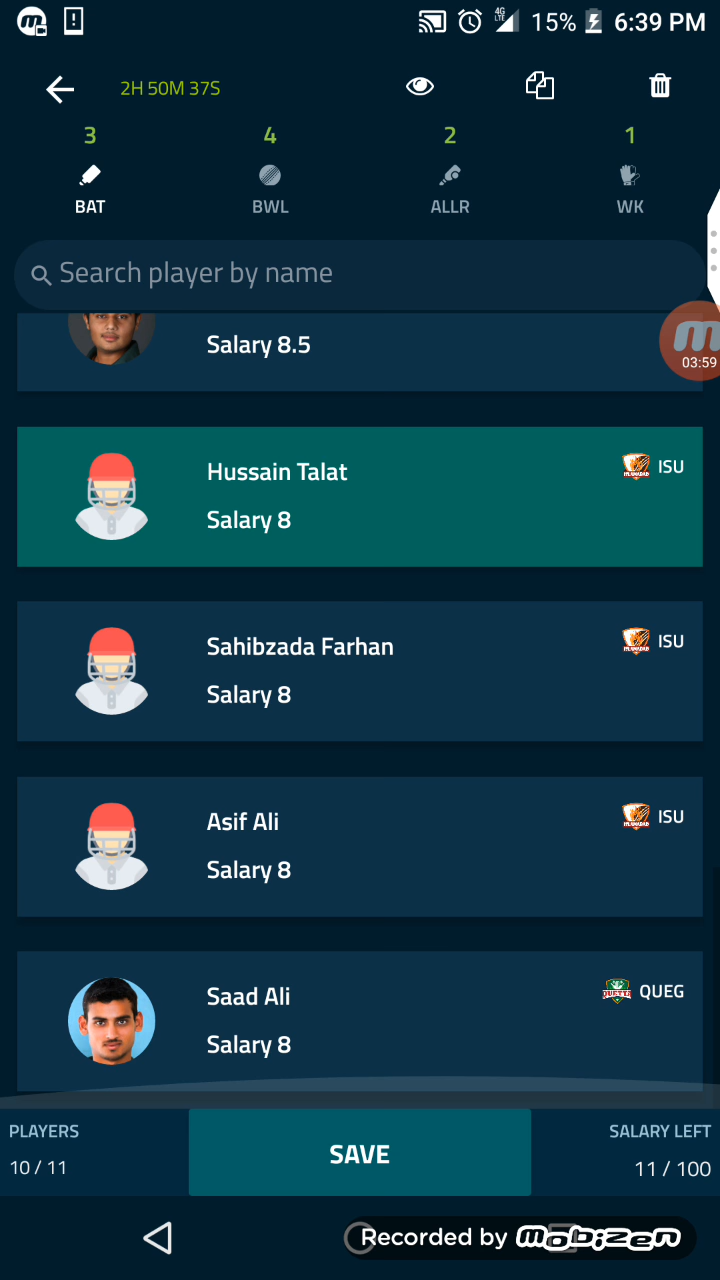 4G LTE 15% 6:39 PM
2H 50M 37S
3 4 2 1
BAT BWL ALLR WK
Search player by name
Salary 8.5
03:59
Hussain Talat ISU
Salary 8
Sahibzada Farhan ISU
Salary 8
Asif Ali ISU
Salary 8
Saad Ali QUEG
Salary 8
PLAYERS SALARY LEFT
SAVE
10 / 11 11 / 100
Recorded by mobizen